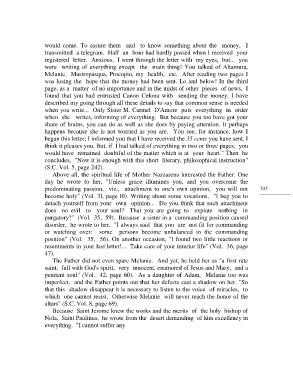 would come. To assure them and to know something about the money, I
transmitted a telegram. Half an hour had hardly passed when I received your
registered letter. Anxious, I went through the letter with my eyes, but... you
were writing of everything except the main thing! You talked of Altamura,
Melanie, Mastropasqua, Procopio, my health, etc. After reading two pages I
was losing the hope that the money had been sent. Lo and below! In the third
page, as a matter of no importance and in the midst of other pieces of news, I
found that you had entrusted Canon Celona with sending the money. I have
described my going through all these details to say that common sense is needed
when you write... Only Sister M. Carmel D'Amore puts everything in order
when she writes, informing of everything. But because you too have got your
share of brains, you can do as well as she does by paying attention. It perhaps
happens because she is not worried as you are. You see, for instance, how I
began this letter; I informed you that I have received the 35 cents you have sent, I
think it pleases you. But, if I had talked of everything in two or three pages, you
would have remained doubtful of the matter which is at your heart." Then he
concludes, "Now it is enough with this short literary, philosophical instruction"
(S.C. Vol. 5, page 242).
Above all, the spiritual life of Mother Nazzarena interested the Father. One
day he wrote to her, "Unless grace illumines you, and you overcome the
predominating passion, viz., attachment to one's own opinion, you will not
become holy" (Vol. 31, page 10). Writing about some vocations, "I beg you to
detach yourself from your own opinion... Do you think that such attachment
does no evil to your soul? That you are going to expiate nothing in
purgatory?" (Vol. 35, 59). Because a sister in a commanding position caused
disorder, he wrote to her, "I always said that you are not fit for commanding
or watching over: some persons become unbalanced in the commanding
position" (Vol. 35, 56). On another occasion, "I found two little reactions or
resentments in your last letter!... Take care of your interior life" (Vol. 36, page
47).
The Father did not even spare Melanie. And yet, he held her as "a first rate
saint, full with God's spirit, very innocent, enamored of Jesus and Mary, and a
penitent soul" (Vol. 42, page 60). As a daughter of Adam, Melanie too was
imperfect, and the Father points out that her defects cast a shadow on her. "So
that this shadow disappear it is necessary to listen to the voice of miracles, to
which one cannot resist. Otherwise Melanie will never reach the honor of the
altars" (S.C. Vol. 8, page 69).
Because Saint Jerome knew the works and the merits of the holy bishop of
Nola, Saint Paulinus, he wrote from the desert demanding of him excellency in
everything. "I cannot suffer any
515